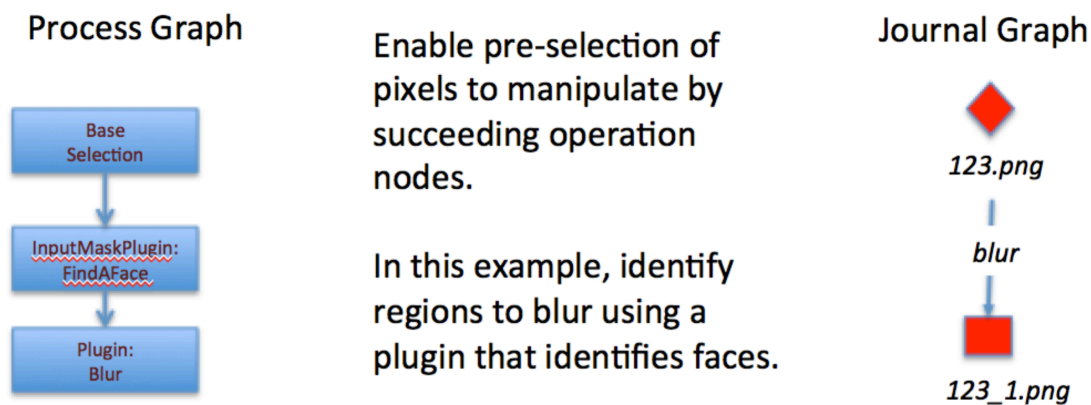 Process Graph
Base
Selection
InputMaskPlugin:
FindAFace
Plugin:
Blur
Enable pre-selection of
pixels to manipulate by
succeeding operation
nodes.
In this example, identify
regions to blur using a
plugin that identifies faces.
Journal Graph
123.png
blur
123_1.png